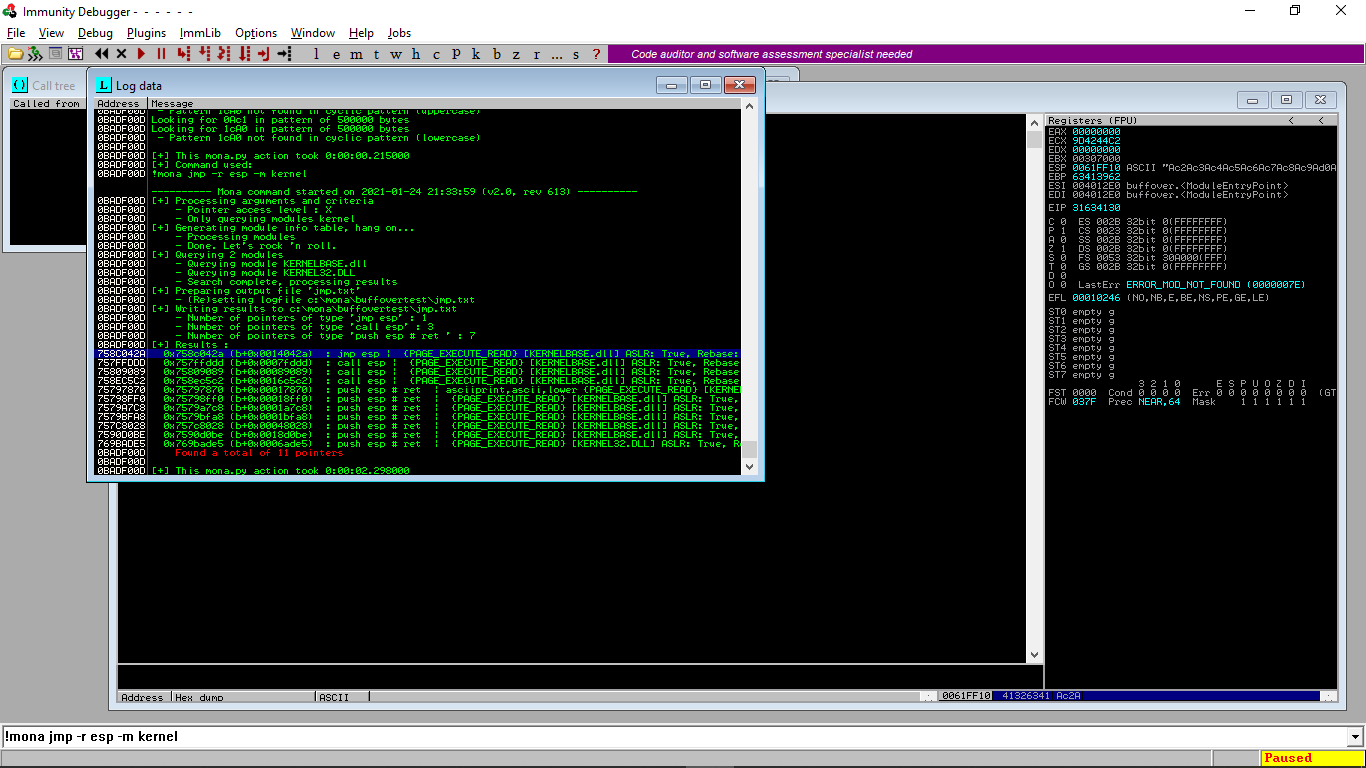 Immunity Debugger - - - - - -
File View Debug Plugins ImmLib Options Window Help Jobs
l e m t w h c P k b z r ... s ?
Code auditor and software assessment specialist needed
Call tree
Called from
Log data
Address Message
0BADF00D - Pattern 1cA0 not found in cyclic pattern (uppercase)
0BADF00D Looking for 0Ac1 in pattern of 500000 bytes
0BADF00D Looking for 1cA0 in pattern of 500000 bytes
0BADF00D - Pattern 1cA0 not found in cyclic pattern (lowercase)
0BADF00D
0BADF00D [+] This mona.py action took 0:00:00.215000
0BADF00D [+] Command used:
0BADF00D !mona jmp -r esp -m kernel
---------- Mona command started on 2021-01-24 21:33:59 (v2.0, rev 613) ----------
0BADF00D [+] Processing arguments and criteria
0BADF00D - Pointer access level : X
0BADF00D - Only querying modules kernel
0BADF00D [+] Generating module info table, hang on...
0BADF00D - Processing modules
0BADF00D - Done. Let's rock 'n roll.
0BADF00D [+] Querying 2 modules
0BADF00D - Querying module KERNELBASE.dll
0BADF00D - Querying module KERNEL32.DLL
0BADF00D - Search complete, processing results
0BADF00D [+] Preparing output file 'jmp.txt'
0BADF00D - (Re)setting logfile c:\mona\buffovertest\jmp.txt
0BADF00D [+] Writing results to c:\mona\buffovertest\jmp.txt
0BADF00D - Number of pointers of type 'jmp esp' : 1
0BADF00D - Number of pointers of type 'call esp' : 3
0BADF00D - Number of pointers of type 'push esp # ret ' : 7
0BADF00D [+] Results :
758C042A 0x758c042a (b+0x0014042a) : jmp esp | {PAGE_EXECUTE_READ} [KERNELBASE.dll] ASLR: True, Rebase:
757FFDDD 0x757ffddd (b+0x0007fddd) : call esp | {PAGE_EXECUTE_READ} [KERNELBASE.dll] ASLR: True, Rebase
75809089 0x75809089 (b+0x00089089) : call esp | {PAGE_EXECUTE_READ} [KERNELBASE.dll] ASLR: True, Rebase
758EC5C2 0x758ec5c2 (b+0x0016c5c2) : call esp | {PAGE_EXECUTE_READ} [KERNELBASE.dll] ASLR: True, Rebase
75797870 0x75797870 (b+0x00017870) : push esp # ret | asciiprint,ascii,lower {PAGE_EXECUTE_READ} [KERNE
75798FF0 0x75798ff0 (b+0x00018ff0) : push esp # ret | {PAGE_EXECUTE_READ} [KERNELBASE.dll] ASLR: True,
7579A7C8 0x7579a7c8 (b+0x0001a7c8) : push esp # ret | {PAGE_EXECUTE_READ} [KERNELBASE.dll] ASLR: True,
7579BFA8 0x7579bfa8 (b+0x0001bfa8) : push esp # ret | {PAGE_EXECUTE_READ} [KERNELBASE.dll] ASLR: True,
757C8028 0x757c8028 (b+0x00048028) : push esp # ret | {PAGE_EXECUTE_READ} [KERNELBASE.dll] ASLR: True,
7590D0BE 0x7590d0be (b+0x0018d0be) : push esp # ret | {PAGE_EXECUTE_READ} [KERNELBASE.dll] ASLR: True,
769BADE5 0x769bade5 (b+0x0006ade5) : push esp # ret | {PAGE_EXECUTE_READ} [KERNEL32.DLL] ASLR: True, R
0BADF00D Found a total of 11 pointers
0BADF00D
0BADF00D [+] This mona.py action took 0:00:02.298000
Registers (FPU) < <
EAX 00000000
ECX 9D4244C2
EDX 00000000
EBX 00307000
ESP 0061FF10 ASCII "Ac2Ac3Ac4Ac5Ac6Ac7Ac8Ac9Ad0A
EBP 63413962
ESI 004012E0 buffover.<ModuleEntryPoint>
EDI 004012E0 buffover.<ModuleEntryPoint>
EIP 31634130
C 0 ES 002B 32bit 0(FFFFFFFF)
P 1 CS 0023 32bit 0(FFFFFFFF)
A 0 SS 002B 32bit 0(FFFFFFFF)
Z 1 DS 002B 32bit 0(FFFFFFFF)
S 0 FS 0053 32bit 30A000(FFF)
T 0 GS 002B 32bit 0(FFFFFFFF)
D 0
O 0 LastErr ERROR_MOD_NOT_FOUND (0000007E)
EFL 00010246 (NO,NB,E,BE,NS,PE,GE,LE)
ST0 empty g
ST1 empty g
ST2 empty g
ST3 empty g
ST4 empty g
ST5 empty g
ST6 empty g
ST7 empty g
3 2 1 0 E S P U O Z D I
FST 0000 Cond 0 0 0 0 Err 0 0 0 0 0 0 0 0 (GT
FCW 037F Prec NEAR,64 Mask 1 1 1 1 1 1
Address Hex dump ASCII
0061FF10 41326341 Ac2A
!mona jmp -r esp -m kernel
Paused